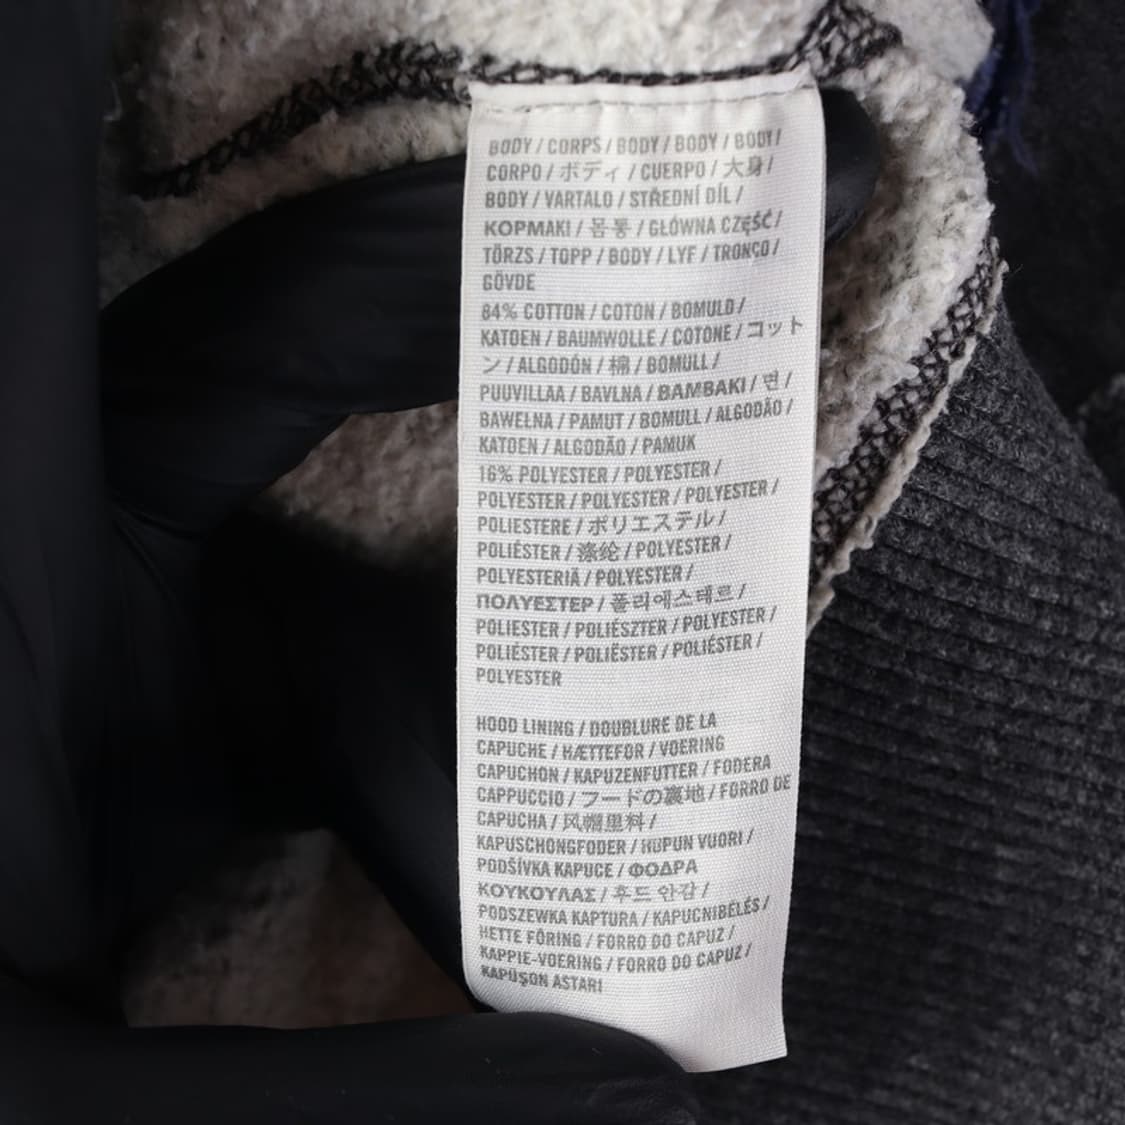 BODY / CORPS / BODY / BODY / BODY /
CORPO / ボディ / CUERPO / 大身 /
BODY / VARTALO / STŘEDNÍ DÍL /
ΚΟΡΜΑΚΙ / 몸통 / GŁÓWNA CZĘŚĆ /
TÖRZS / TOPP / BODY / LYF / TRONCO /
GÖVDE
84% COTTON / COTON / BOMULD /
KATOEN / BAUMWOLLE / COTONE / コット
ン / ALGODÓN / 棉 / BOMULL /
PUUVILLAA / BAVLNA / ΒΑΜΒΑΚΙ / 면 /
BAWEŁNA / PAMUT / BOMULL / ALGODÃO /
KATOEN / ALGODÃO / PAMUK
16% POLYESTER / POLYESTER /
POLYESTER / POLYESTER / POLYESTER /
POLIESTERE / ポリエステル /
POLIÉSTER / 涤纶 / POLYESTER /
POLYESTERIÄ / POLYESTER /
ΠΟΛΥΕΣΤΕΡ / 폴리에스테르 /
POLIESTER / POLIÉSZTER / POLYESTER /
POLIÉSTER / POLIËSTER / POLIÉSTER /
POLYESTER
HOOD LINING / DOUBLURE DE LA
CAPUCHE / HÆTTEFOR / VOERING
CAPUCHON / KAPUZENFUTTER / FODERA
CAPPUCCIO / フードの裏地 / FORRO DE
CAPUCHA / 风帽里料 /
KAPUSCHONGFODER / HUPUN VUORI /
PODŠÍVKA KAPUCE / ΦΟΔΡΑ
ΚΟΥΚΟΥΛΑΣ / 후드 안감 /
PODSZEWKA KAPTURA / KAPUCNIBÉLÉS /
HETTE FÔRING / FORRO DO CAPUZ /
KAPPIE-VOERING / FORRO DO CAPUZ /
KAPÜŞON ASTARI